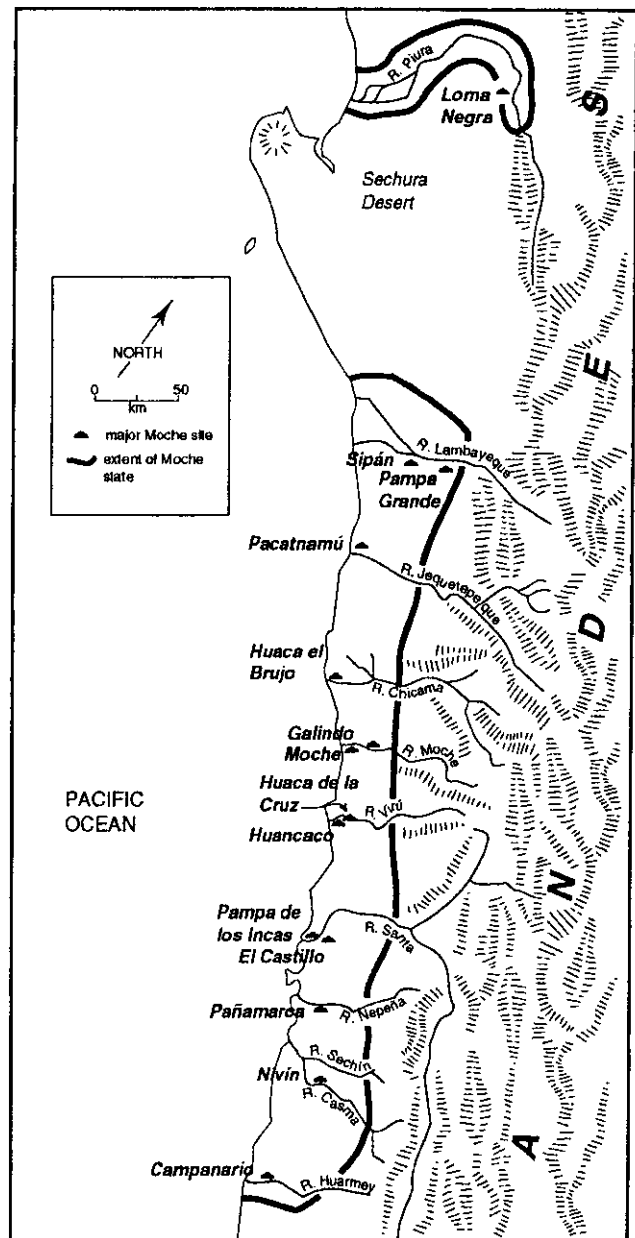 R. Piura
Loma
Negra
Sechura
Desert
NORTH
0 50
km
major Moche site
extent of Moche
state
R. Lambayeque
Sipán
Pampa
Grande
Pacatnamú
R. Jequetepeque
Huaca el
Brujo
R. Chicama
Galindo
Moche
R. Moche
Huaca de la
Cruz
R. Virú
Huancaco
PACIFIC
OCEAN
Pampa de
los Incas
El Castillo
R. Santa
Pañamarca
R. Nepeña
R. Sechín
Nivín
R. Casma
Campanario
R. Huarmey
A N D E S